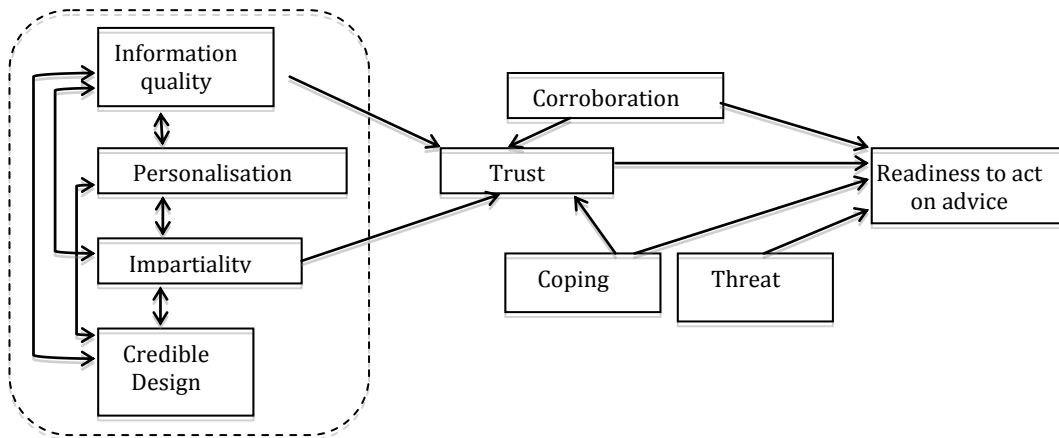 Information
quality
Corroboration
Personalisation
Trust
Readiness to act
on advice
Impartiality
Coping
Threat
Credible
Design